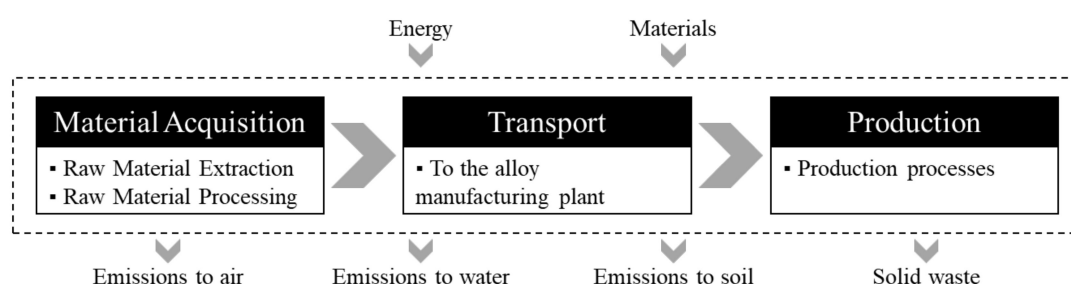 Energy
Materials
Material Acquisition
▪ Raw Material Extraction
▪ Raw Material Processing
Transport
▪ To the alloy
manufacturing plant
Production
▪ Production processes
Emissions to air
Emissions to water
Emissions to soil
Solid waste